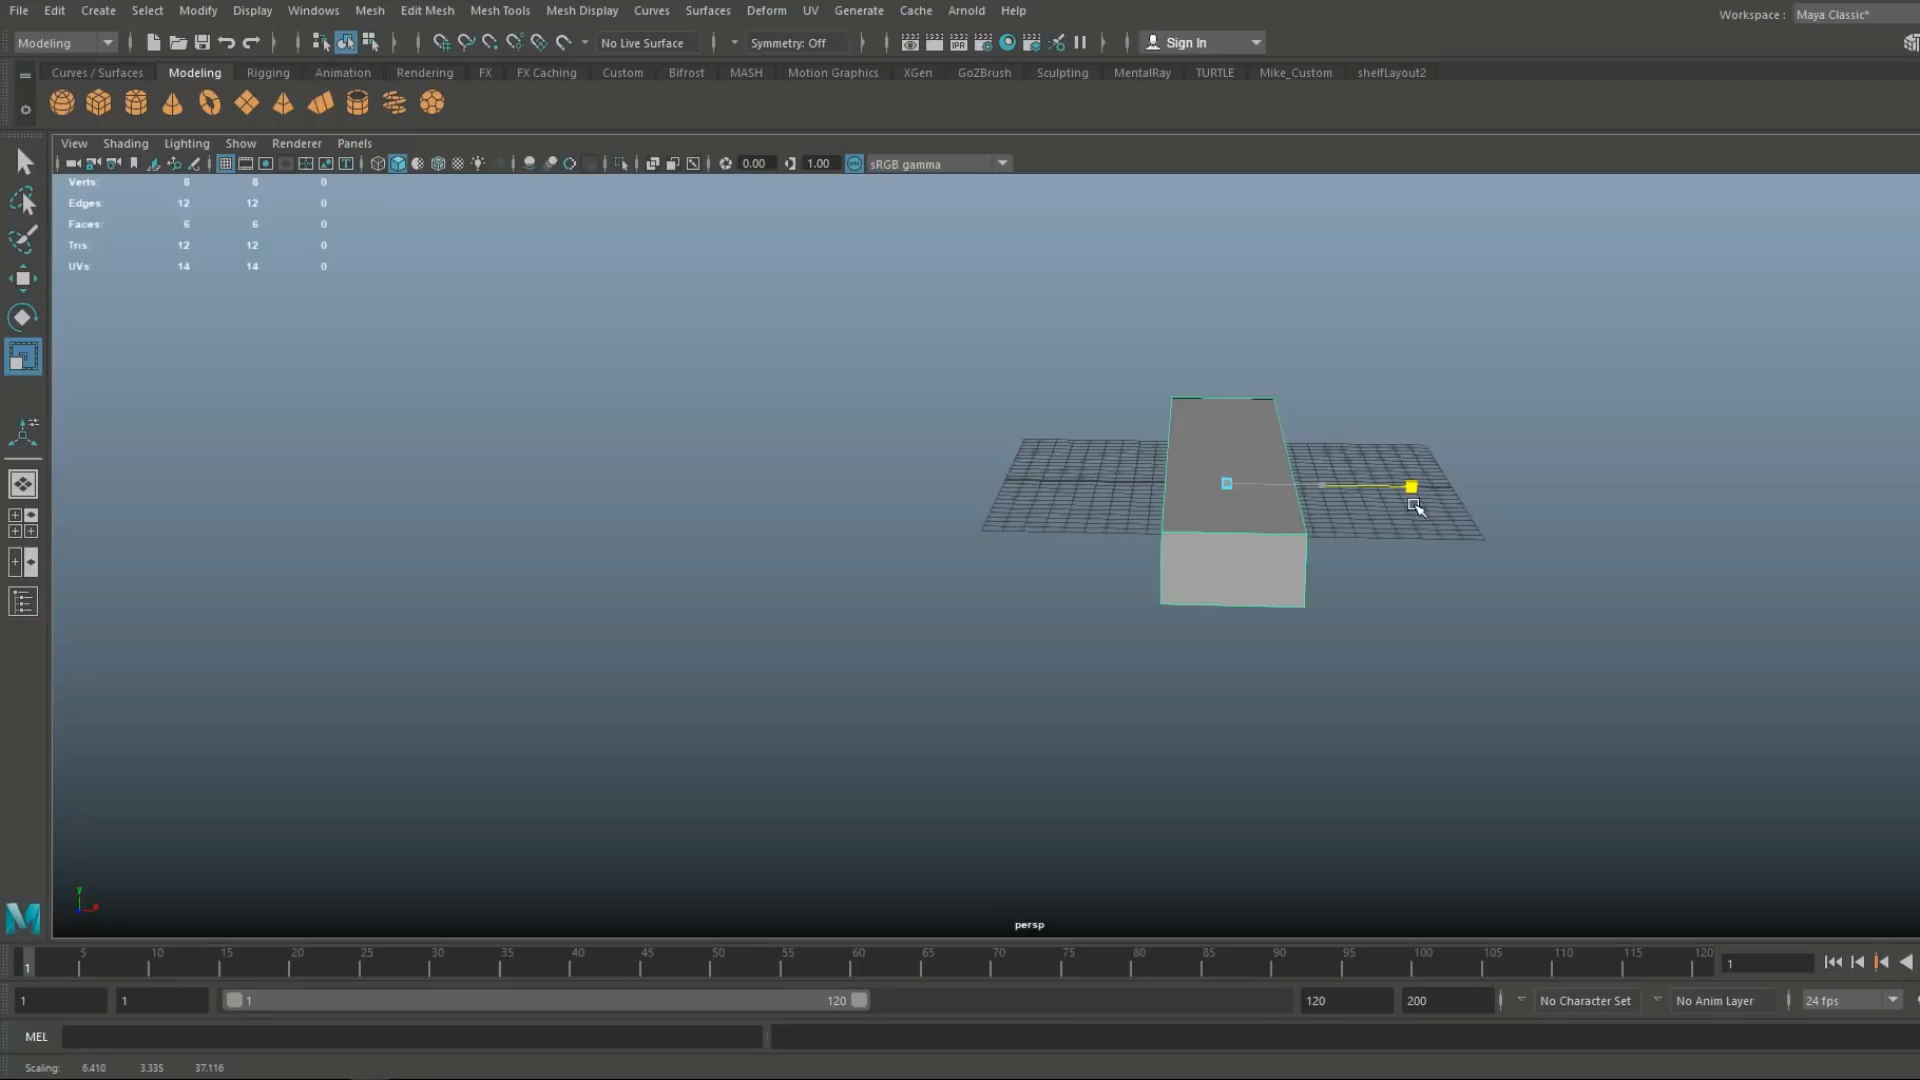 File Edit Create Select Modify Display Windows Mesh Edit Mesh Mesh Tools Mesh Display Curves Surfaces Deform UV Generate Cache Arnold Help Workspace : Maya Classic*
Modeling No Live Surface Symmetry: Off IPR Sign In
Curves / Surfaces Modeling Rigging Animation Rendering FX FX Caching Custom Bifrost MASH Motion Graphics XGen GoZBrush Sculpting MentalRay TURTLE Mike_Custom shelfLayout2
View Shading Lighting Show Renderer Panels
0.00 1.00 sRGB gamma
Verts: 8 8 0
Edges: 12 12 0
Faces: 6 6 0
Tris: 12 12 0
UVs: 14 14 0
y
persp
5 10 15 20 25 30 35 40 45 50 55 60 65 70 75 80 85 90 95 100 105 110 115 120
1 1
1 1 1 120 120 200 No Character Set No Anim Layer 24 fps
MEL
Scaling: 6.410 3.335 37.116